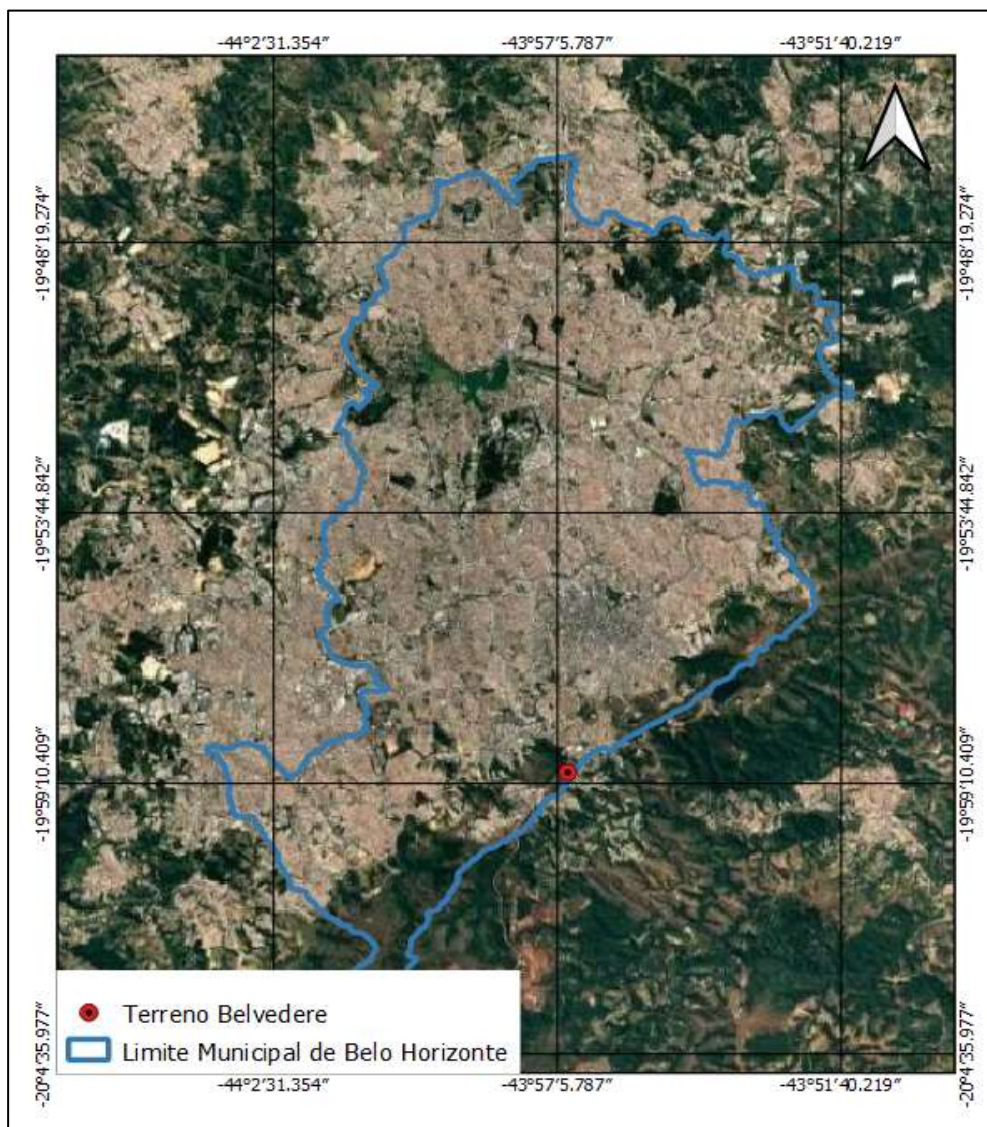 -44°2'31.354″ -43°57'5.787″ -43°51'40.219″
-19°48'19.274″ -19°48'19.274″
-19°53'44.842″ -19°53'44.842″
-19°59'10.409″ -19°59'10.409″
-20°4'35.977″ -20°4'35.977″
Terreno Belvedere
Limite Municipal de Belo Horizonte
-44°2'31.354″ -43°57'5.787″ -43°51'40.219″